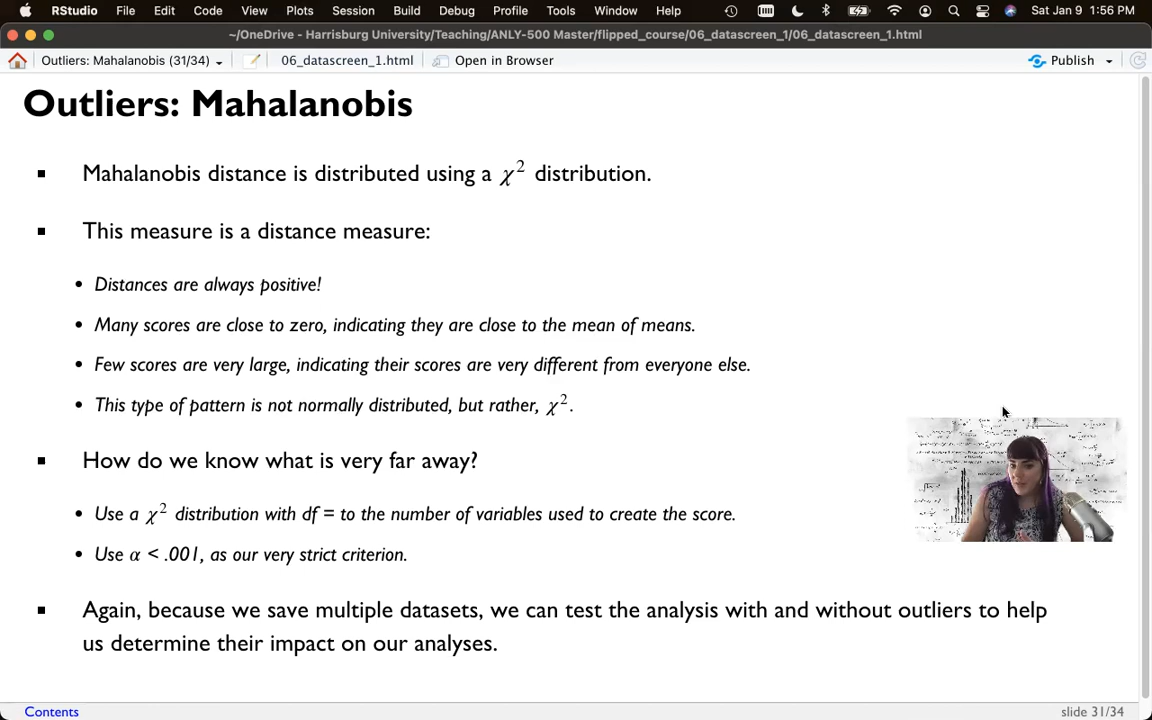 RStudio File Edit Code View Plots Session Build Debug Profile Tools Window Help Sat Jan 9 1:56 PM
~/OneDrive - Harrisburg University/Teaching/ANLY-500 Master/flipped_course/06_datascreen_1/06_datascreen_1.html
Outliers: Mahalanobis (31/34) 06_datascreen_1.html Open in Browser Publish
Outliers: Mahalanobis
Mahalanobis distance is distributed using a χ² distribution.
This measure is a distance measure:
Distances are always positive!
Many scores are close to zero, indicating they are close to the mean of means.
Few scores are very large, indicating their scores are very different from everyone else.
This type of pattern is not normally distributed, but rather, χ².
How do we know what is very far away?
Use a χ² distribution with df = to the number of variables used to create the score.
Use α < .001, as our very strict criterion.
Again, because we save multiple datasets, we can test the analysis with and without outliers to help
us determine their impact on our analyses.
Contents slide 31/34